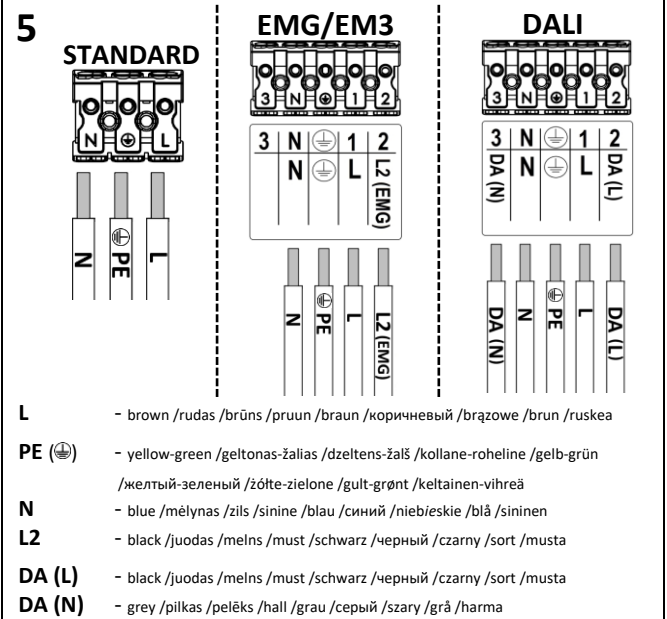 5
STANDARD
EMG/EM3
DALI
N L
3 N 1 2
3 N 1 2
3 N 1 2
N L L2 (EMG)
3 N 1 2
DA (N) N L DA (L)
N PE L
N PE L L2 (EMG)
DA (N) N PE L DA (L)
L - brown /rudas /brūns /pruun /braun /коричневый /brązowe /brun /ruskea
PE (⏚) - yellow-green /geltonas-žalias /dzeltens-žalš /kollane-roheline /gelb-grün
/желтый-зеленый /żółte-zielone /gult-grønt /keltainen-vihreä
N - blue /mėlynas /zils /sinine /blau /синий /niebieskie /blå /sininen
L2 - black /juodas /melns /must /schwarz /черный /czarny /sort /musta
DA (L) - black /juodas /melns /must /schwarz /черный /czarny /sort /musta
DA (N) - grey /pilkas /pelēks /hall /grau /серый /szary /grå /harma